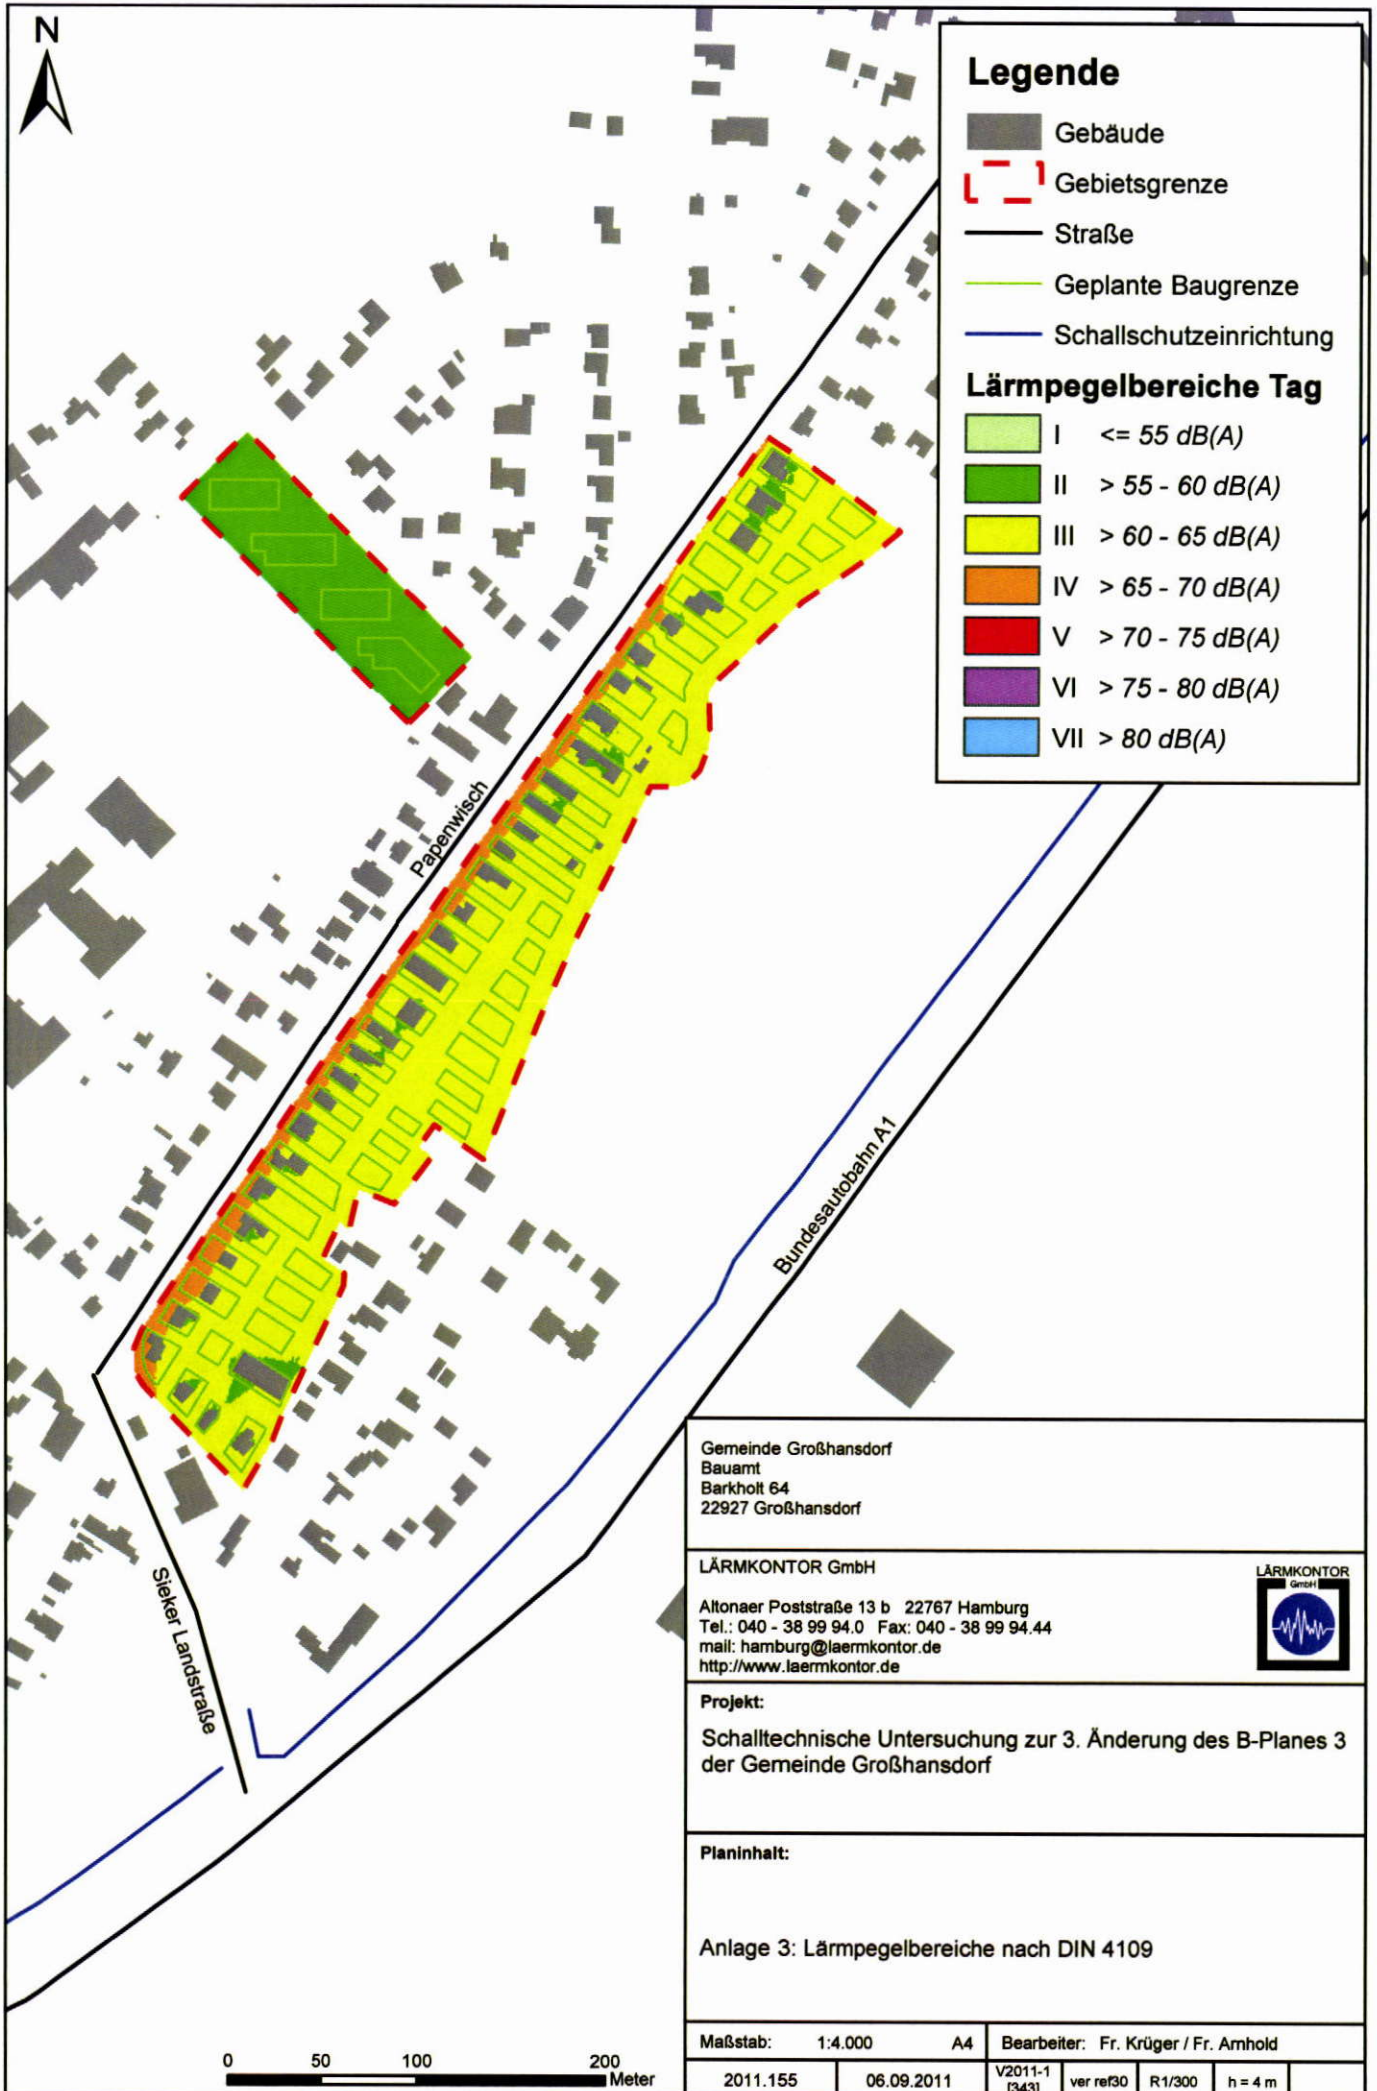 N
Legende
Gebäude
Gebietsgrenze
Straße
Geplante Baugrenze
Schallschutzeinrichtung
Lärmpegelbereiche Tag
I <= 55 dB(A)
II > 55 - 60 dB(A)
III > 60 - 65 dB(A)
IV > 65 - 70 dB(A)
V > 70 - 75 dB(A)
VI > 75 - 80 dB(A)
VII > 80 dB(A)
Papenwisch
Bundesautobahn A1
Sieker Landstraße
Gemeinde Großhansdorf
Bauamt
Barkholt 64
22927 Großhansdorf
LÄRMKONTOR GmbH
Altonaer Poststraße 13 b 22767 Hamburg
Tel.: 040 - 38 99 94.0 Fax: 040 - 38 99 94.44
mail: hamburg@laermkontor.de
http://www.laermkontor.de
LÄRMKONTOR
GmbH
Projekt:
Schalltechnische Untersuchung zur 3. Änderung des B-Planes 3
der Gemeinde Großhansdorf
Planinhalt:
Anlage 3: Lärmpegelbereiche nach DIN 4109
Maßstab: 1:4.000 A4 Bearbeiter: Fr. Krüger / Fr. Arnhold
2011.155 06.09.2011 V2011-1 [343] ver ref30 R1/300 h = 4 m
0 50 100 200
Meter